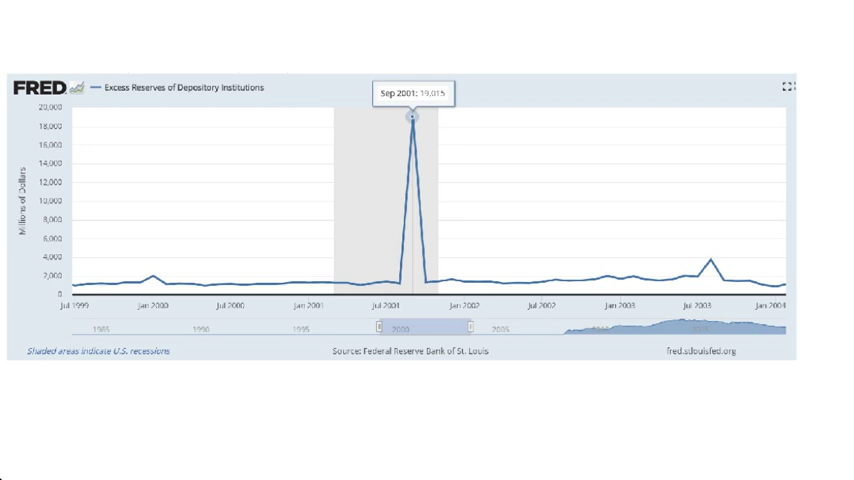 FRED
Excess Reserves of Depository Institutions
Sep 2001: 19,015
20,000
18,000
16,000
14,000
12,000
10,000
8,000
6,000
4,000
2,000
0
Millions of Dollars
Jul 1999 Jan 2000 Jul 2000 Jan 2001 Jul 2001 Jan 2002 Jul 2002 Jan 2003 Jul 2003 Jan 2004
1985 1990 1995 2000 2005
Shaded areas indicate U.S. recessions Source: Federal Reserve Bank of St. Louis fred.stlouisfed.org